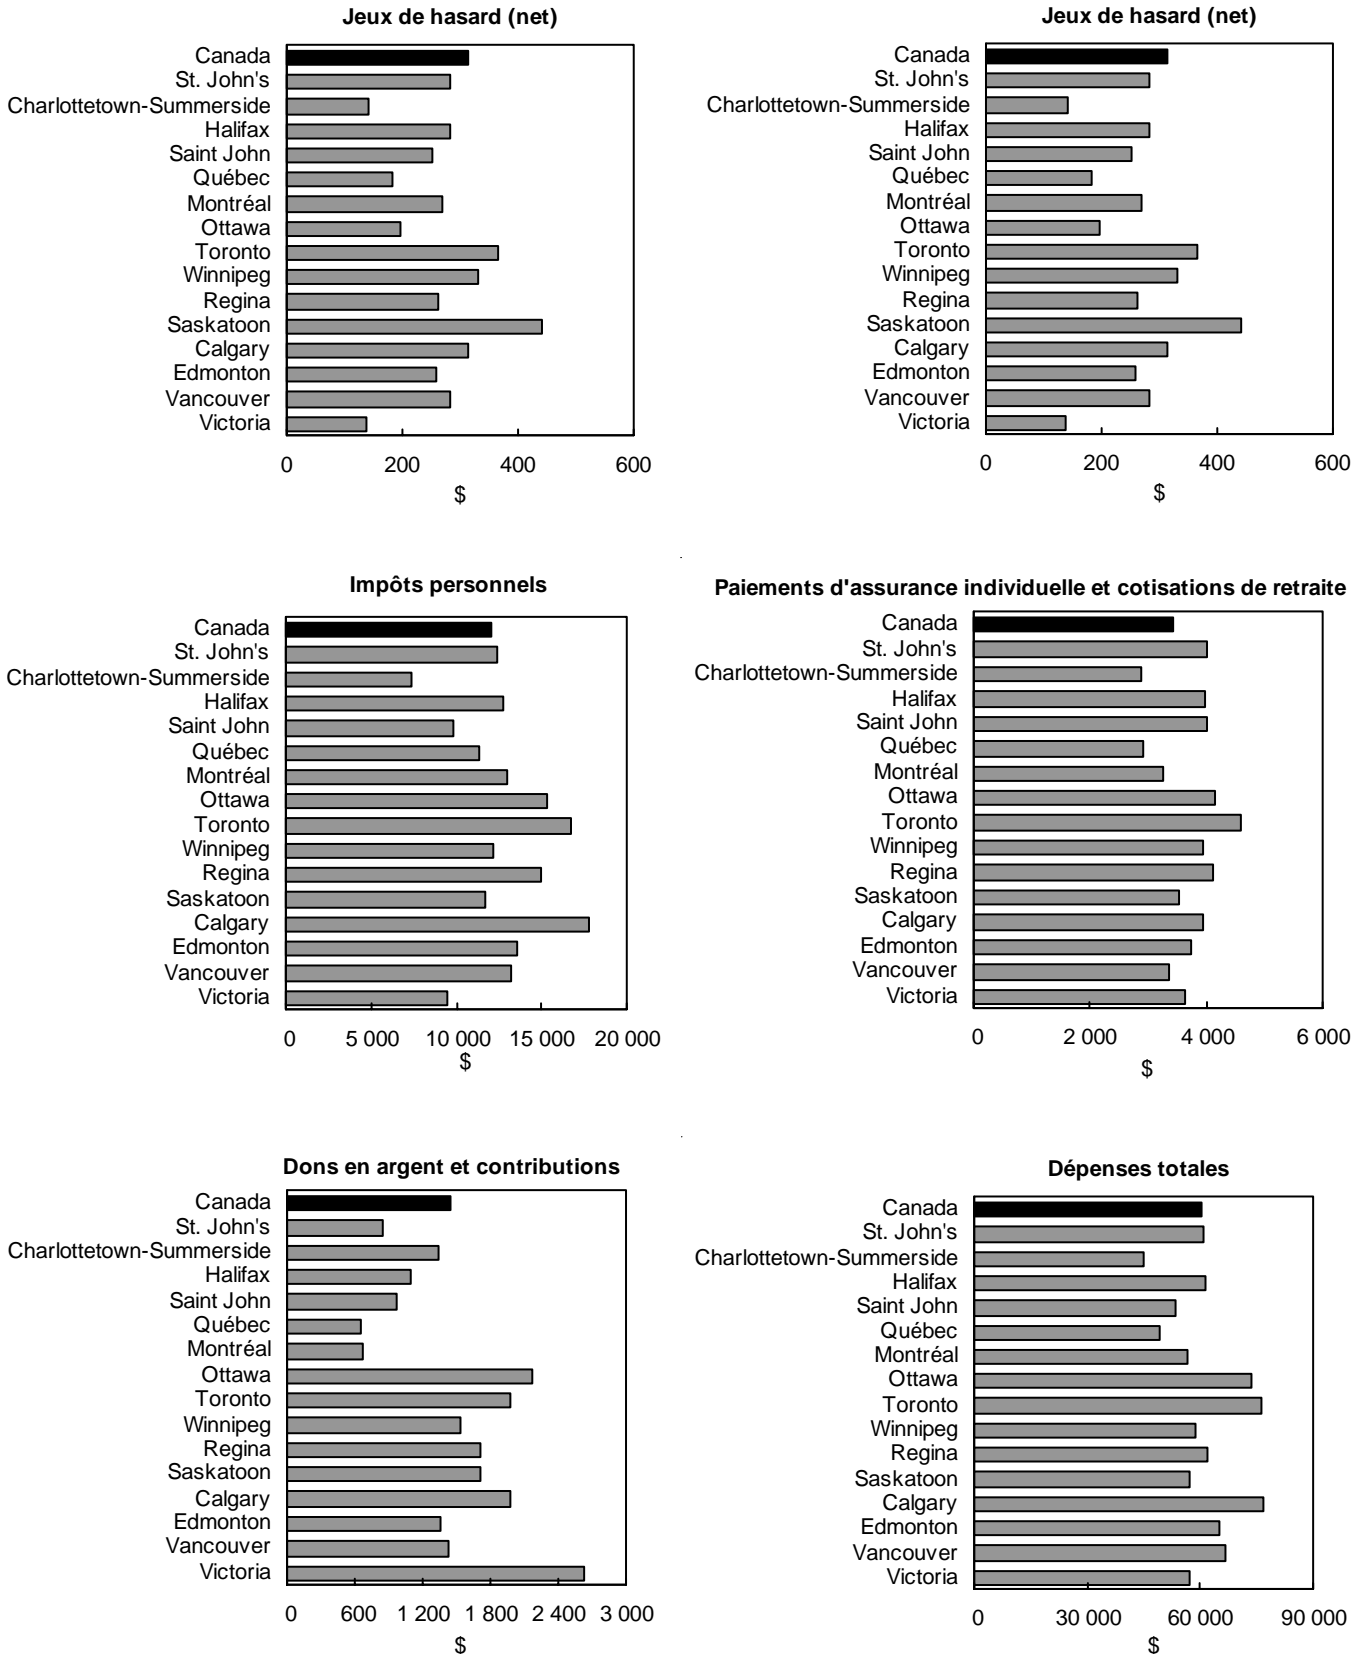 Jeux de hasard (net)
Canada
St. John's
Charlottetown-Summerside
Halifax
Saint John
Québec
Montréal
Ottawa
Toronto
Winnipeg
Regina
Saskatoon
Calgary
Edmonton
Vancouver
Victoria
0 200 400 600
$
Jeux de hasard (net)
Canada
St. John's
Charlottetown-Summerside
Halifax
Saint John
Québec
Montréal
Ottawa
Toronto
Winnipeg
Regina
Saskatoon
Calgary
Edmonton
Vancouver
Victoria
0 200 400 600
$
Impôts personnels
Canada
St. John's
Charlottetown-Summerside
Halifax
Saint John
Québec
Montréal
Ottawa
Toronto
Winnipeg
Regina
Saskatoon
Calgary
Edmonton
Vancouver
Victoria
0 5 000 10 000 15 000 20 000
$
Paiements d'assurance individuelle et cotisations de retraite
Canada
St. John's
Charlottetown-Summerside
Halifax
Saint John
Québec
Montréal
Ottawa
Toronto
Winnipeg
Regina
Saskatoon
Calgary
Edmonton
Vancouver
Victoria
0 2 000 4 000 6 000
$
Dons en argent et contributions
Canada
St. John's
Charlottetown-Summerside
Halifax
Saint John
Québec
Montréal
Ottawa
Toronto
Winnipeg
Regina
Saskatoon
Calgary
Edmonton
Vancouver
Victoria
0 600 1 200 1 800 2 400 3 000
$
Dépenses totales
Canada
St. John's
Charlottetown-Summerside
Halifax
Saint John
Québec
Montréal
Ottawa
Toronto
Winnipeg
Regina
Saskatoon
Calgary
Edmonton
Vancouver
Victoria
0 30 000 60 000 90 000
$